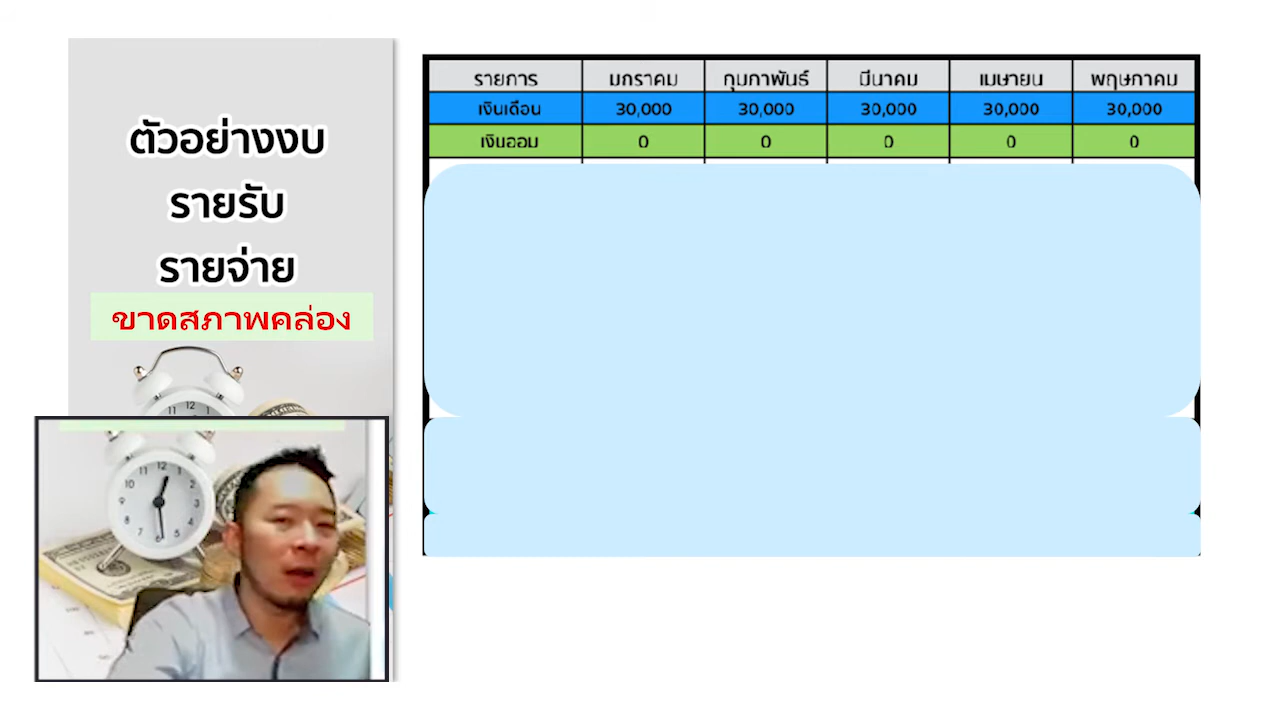 ตัวอย่างงบ
รายรับ
รายจ่าย
ขาดสภาพคล่อง
รายการ มกราคม กุมภาพันธ์ มีนาคม เมษายน พฤษภาคม
เงินเดือน 30,000 30,000 30,000 30,000 30,000
เงินออม 0 0 0 0 0